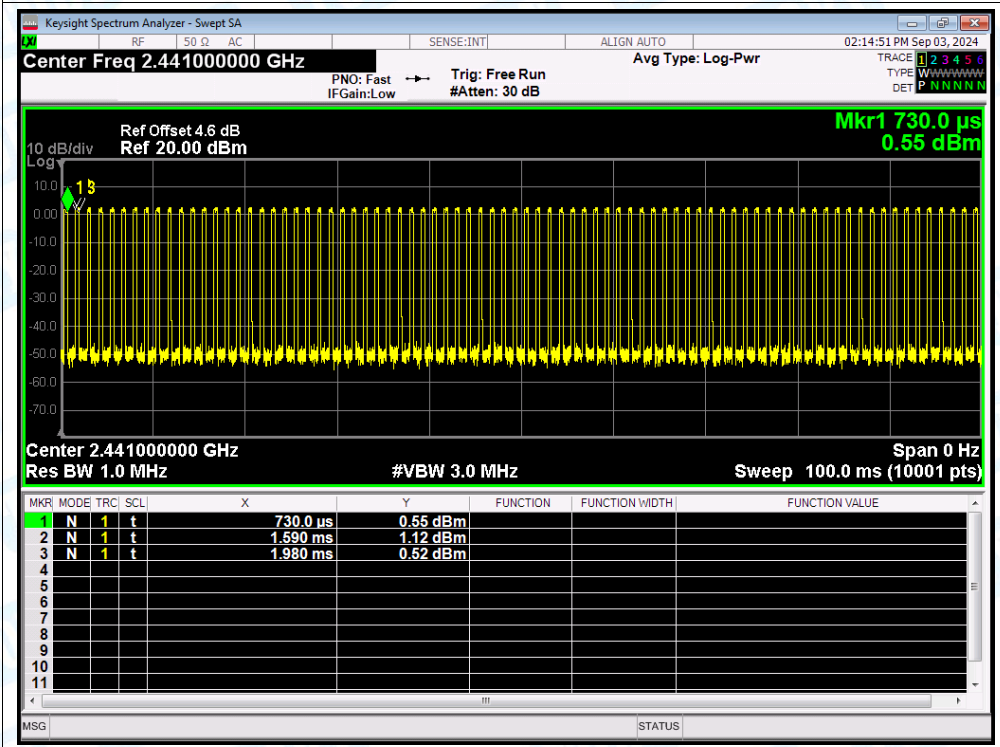 Keysight Spectrum Analyzer - Swept SA
LXI RF 50 Ω AC SENSE:INT ALIGN AUTO 02:14:51 PM Sep 03, 2024
Center Freq 2.441000000 GHz
PNO: Fast
IFGain:Low
Trig: Free Run
#Atten: 30 dB
Avg Type: Log-Pwr
TRACE 1 2 3 4 5 6
TYPE WWWWWW
DET P N N N N N
Ref Offset 4.6 dB
10 dB/div Ref 20.00 dBm
Log
Mkr1 730.0 µs
0.55 dBm
10.0
1 3
0.00
-10.0
-20.0
-30.0
-40.0
-50.0
-60.0
-70.0
Center 2.441000000 GHz Span 0 Hz
Res BW 1.0 MHz #VBW 3.0 MHz Sweep 100.0 ms (10001 pts)
MKR MODE TRC SCL X Y FUNCTION FUNCTION WIDTH FUNCTION VALUE
1 N 1 t 730.0 µs 0.55 dBm
2 N 1 t 1.590 ms 1.12 dBm
3 N 1 t 1.980 ms 0.52 dBm
4
5
6
7
8
9
10
11
MSG STATUS